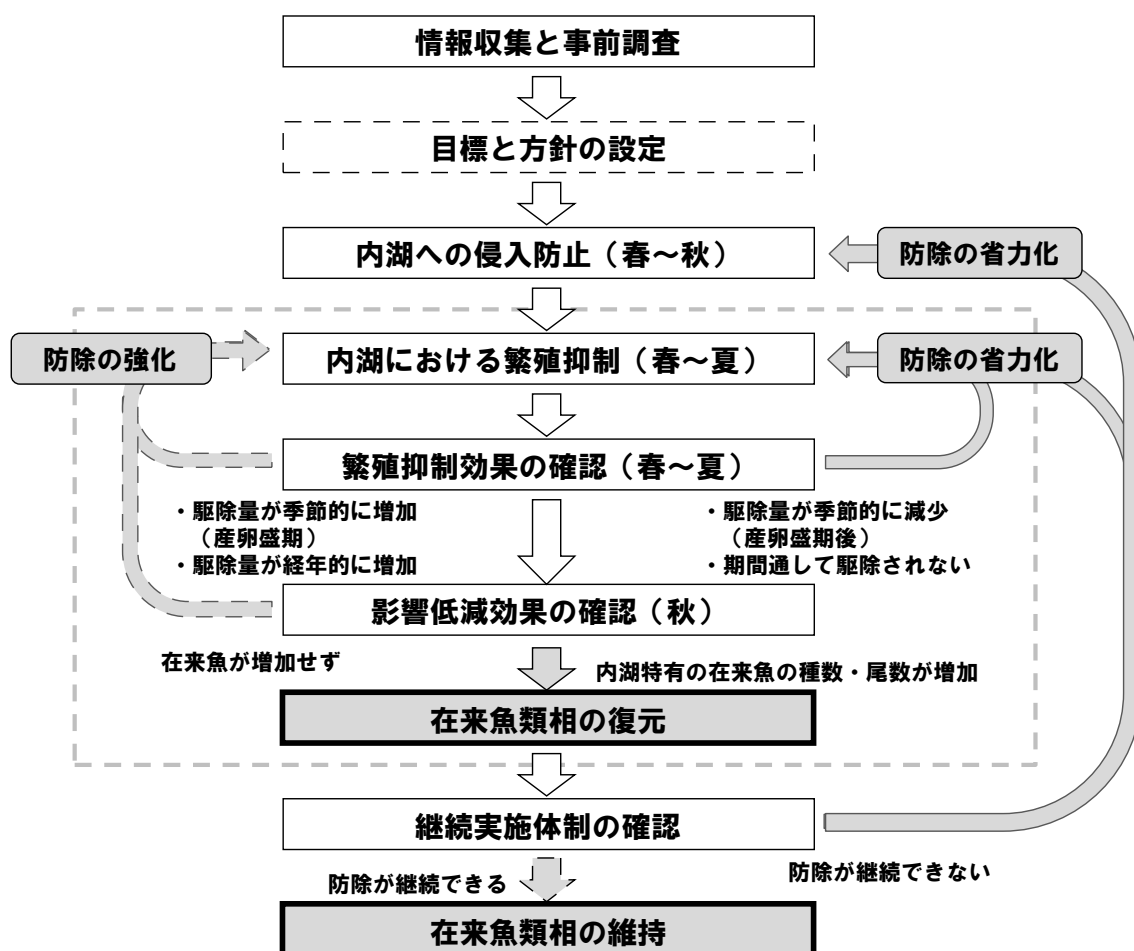 情報収集と事前調査
目標と方針の設定
内湖への侵入防止（春～秋）
防除の省力化
防除の強化
内湖における繁殖抑制（春～夏）
防除の省力化
繁殖抑制効果の確認（春～夏）
・駆除量が季節的に増加
（産卵盛期）
・駆除量が経年的に増加
・駆除量が季節的に減少
（産卵盛期後）
・期間通して駆除されない
影響低減効果の確認（秋）
在来魚が増加せず
内湖特有の在来魚の種数・尾数が増加
在来魚類相の復元
継続実施体制の確認
防除が継続できる
防除が継続できない
在来魚類相の維持